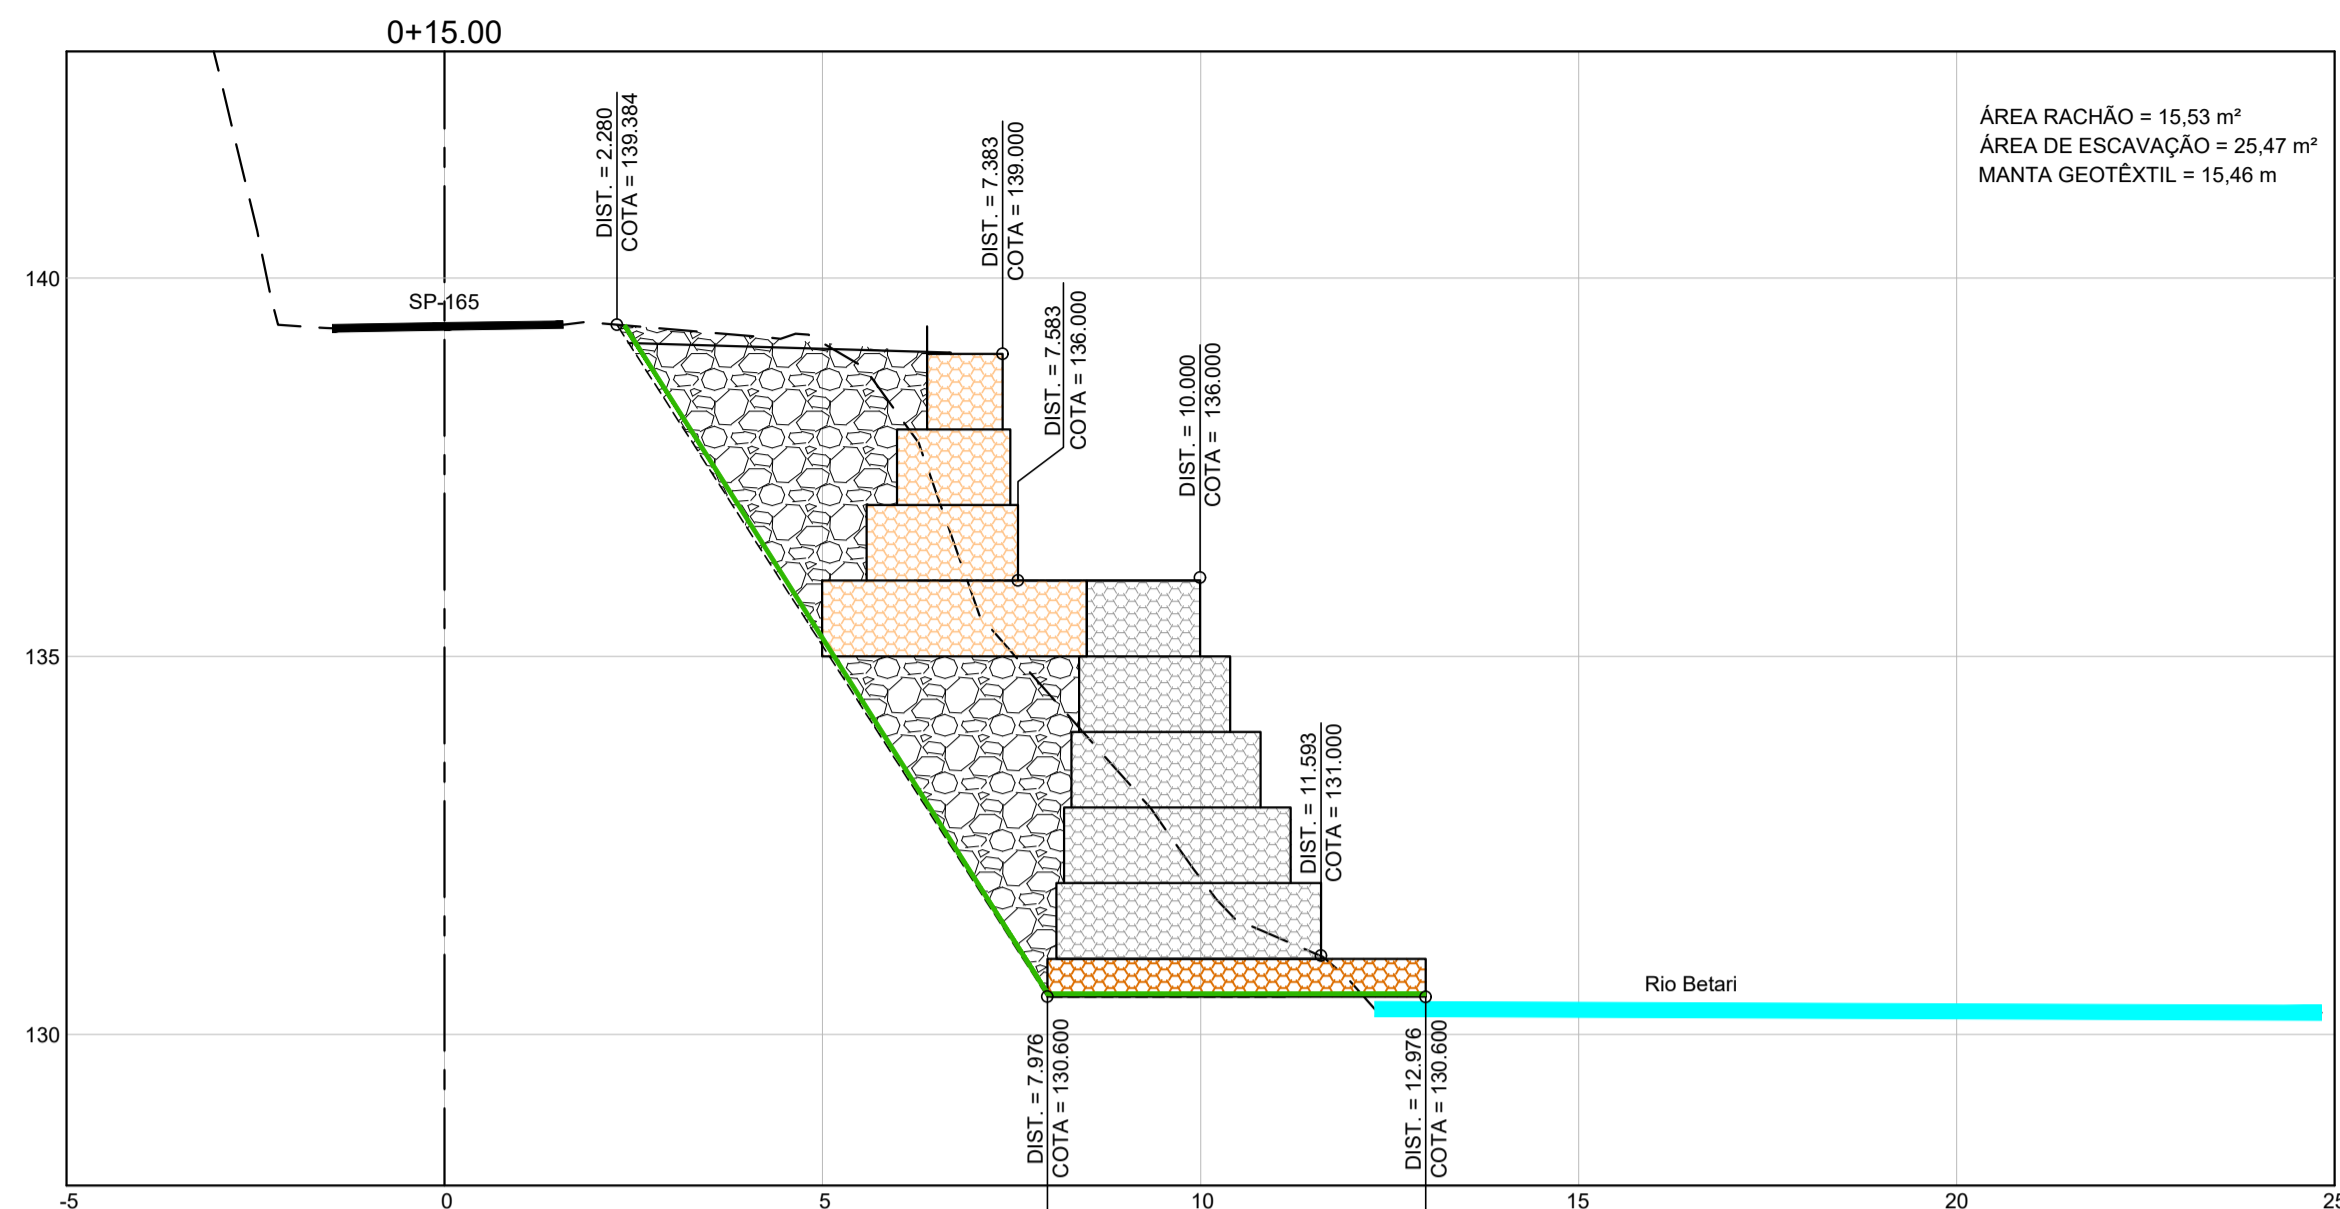 0+15.00
ÁREA RACHÃO = 15,53 m²
ÁREA DE ESCAVAÇÃO = 25,47 m²
MANTA GEOTÊXTIL = 15,46 m
DIST. = 2.280
COTA = 139.384
DIST. = 7.383
COTA = 139.000
140
SP-165
DIST. = 7.583
COTA = 136.000
DIST. = 10.000
COTA = 136.000
135
DIST. = 11.593
COTA = 131.000
Rio Betari
130
DIST. = 7.976
COTA = 130.600
DIST. = 12.976
COTA = 130.600
-5
0
5
10
15
20
25